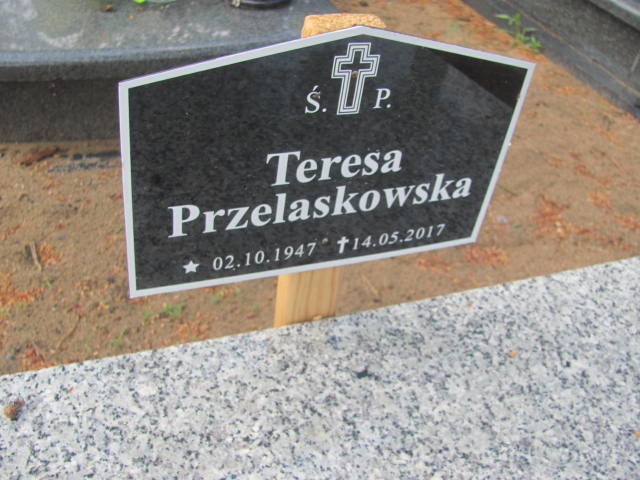 Ś. P.
Teresa
Przelaskowska
★ 02.10.1947 ✝14.05.2017